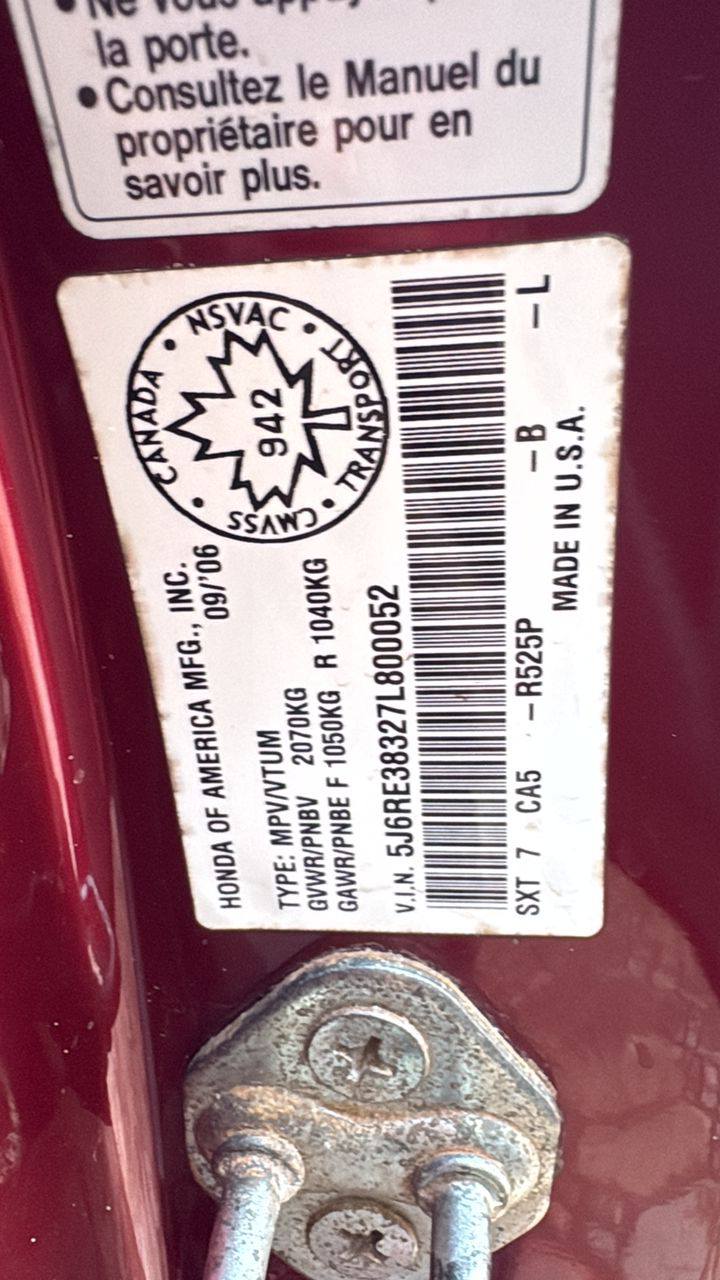 la porte.
• Consultez le Manuel du
propriétaire pour en
savoir plus.
HONDA OF AMERICA MFG., INC.
09/'06
NSVAC • TRANSPORT • CMVSS • CANADA •
942
TYPE: MPV/VTUM
GVWR/PNBV 2070KG
GAWR/PNBE F 1050KG R 1040KG
V.I.N. 5J6RE38327L800052
SXT 7 CA5 -R525P -B -L
MADE IN U.S.A.